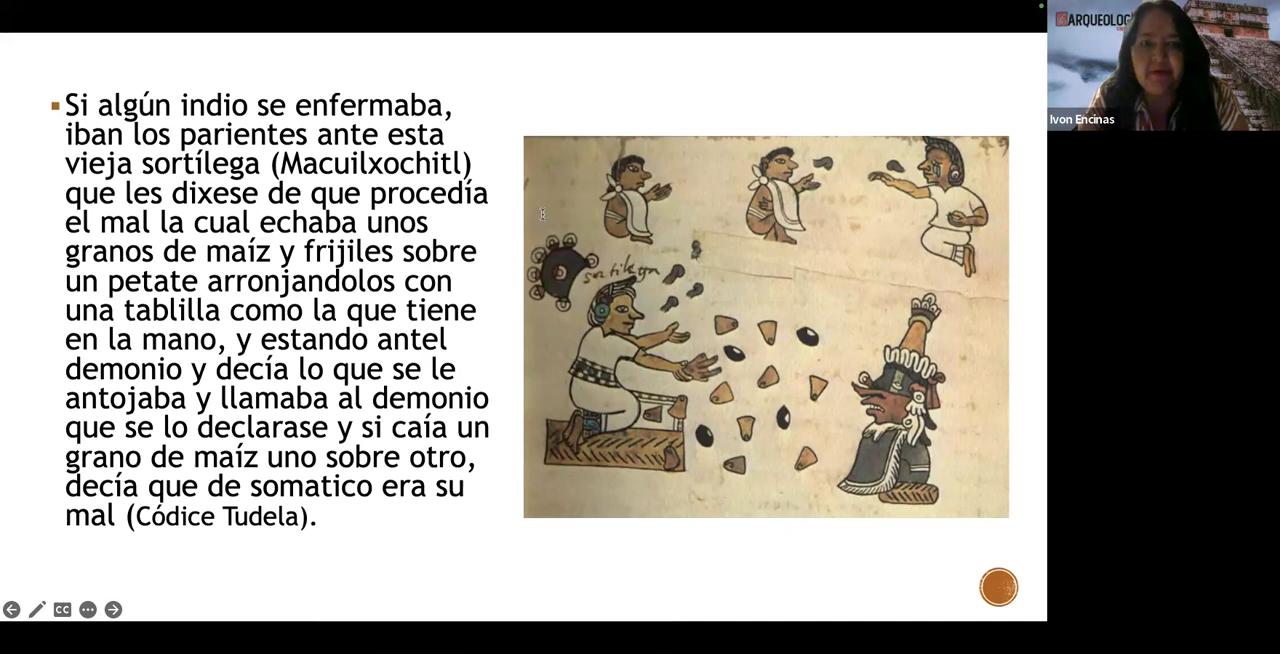 Si algún indio se enfermaba,
iban los parientes ante esta
vieja sortílega (Macuilxochitl)
que les dixese de que procedía
el mal la cual echaba unos
granos de maíz y frijiles sobre
un petate arronjandolos con
una tablilla como la que tiene
en la mano, y estando antel
demonio y decía lo que se le
antojaba y llamaba al demonio
que se lo declarase y si caía un
grano de maíz uno sobre otro,
decía que de somatico era su
mal (Códice Tudela).
sortilega
CC
ARQUEOLOG
Ivon Encinas